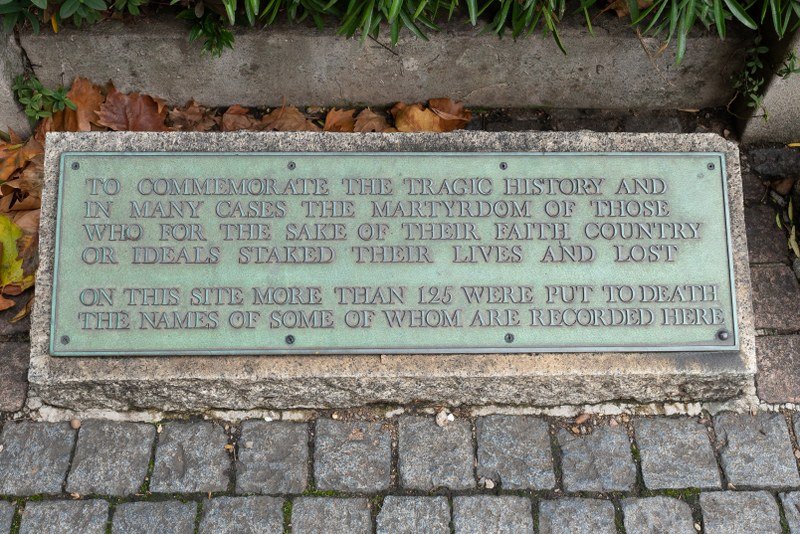 TO COMMEMORATE THE TRAGIC HISTORY AND
IN MANY CASES THE MARTYRDOM OF THOSE
WHO FOR THE SAKE OF THEIR FAITH COUNTRY
OR IDEALS STAKED THEIR LIVES AND LOST
ON THIS SITE MORE THAN 125 WERE PUT TO DEATH
THE NAMES OF SOME OF WHOM ARE RECORDED HERE